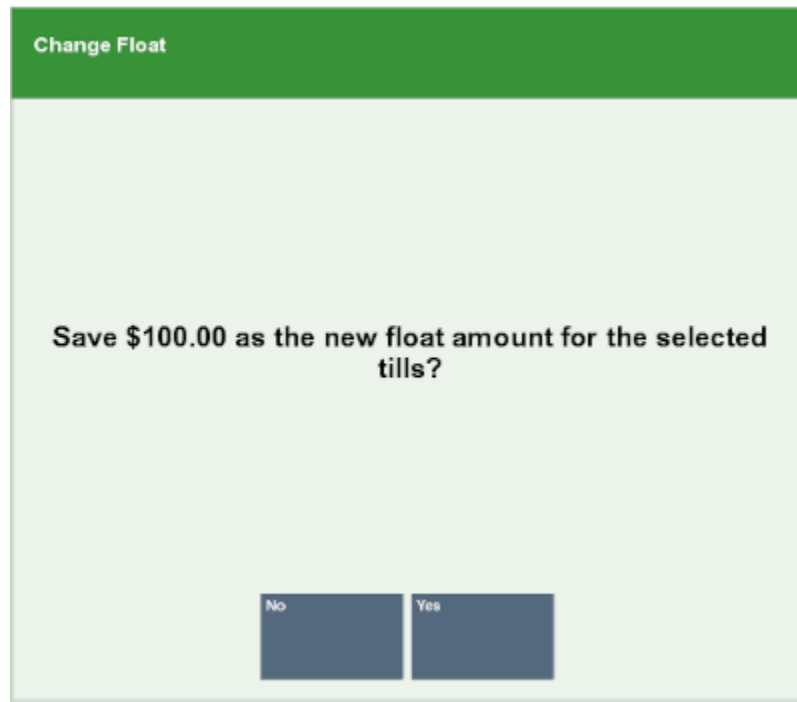 Change Float
Save $100.00 as the new float amount for the selected
tills?
No
Yes